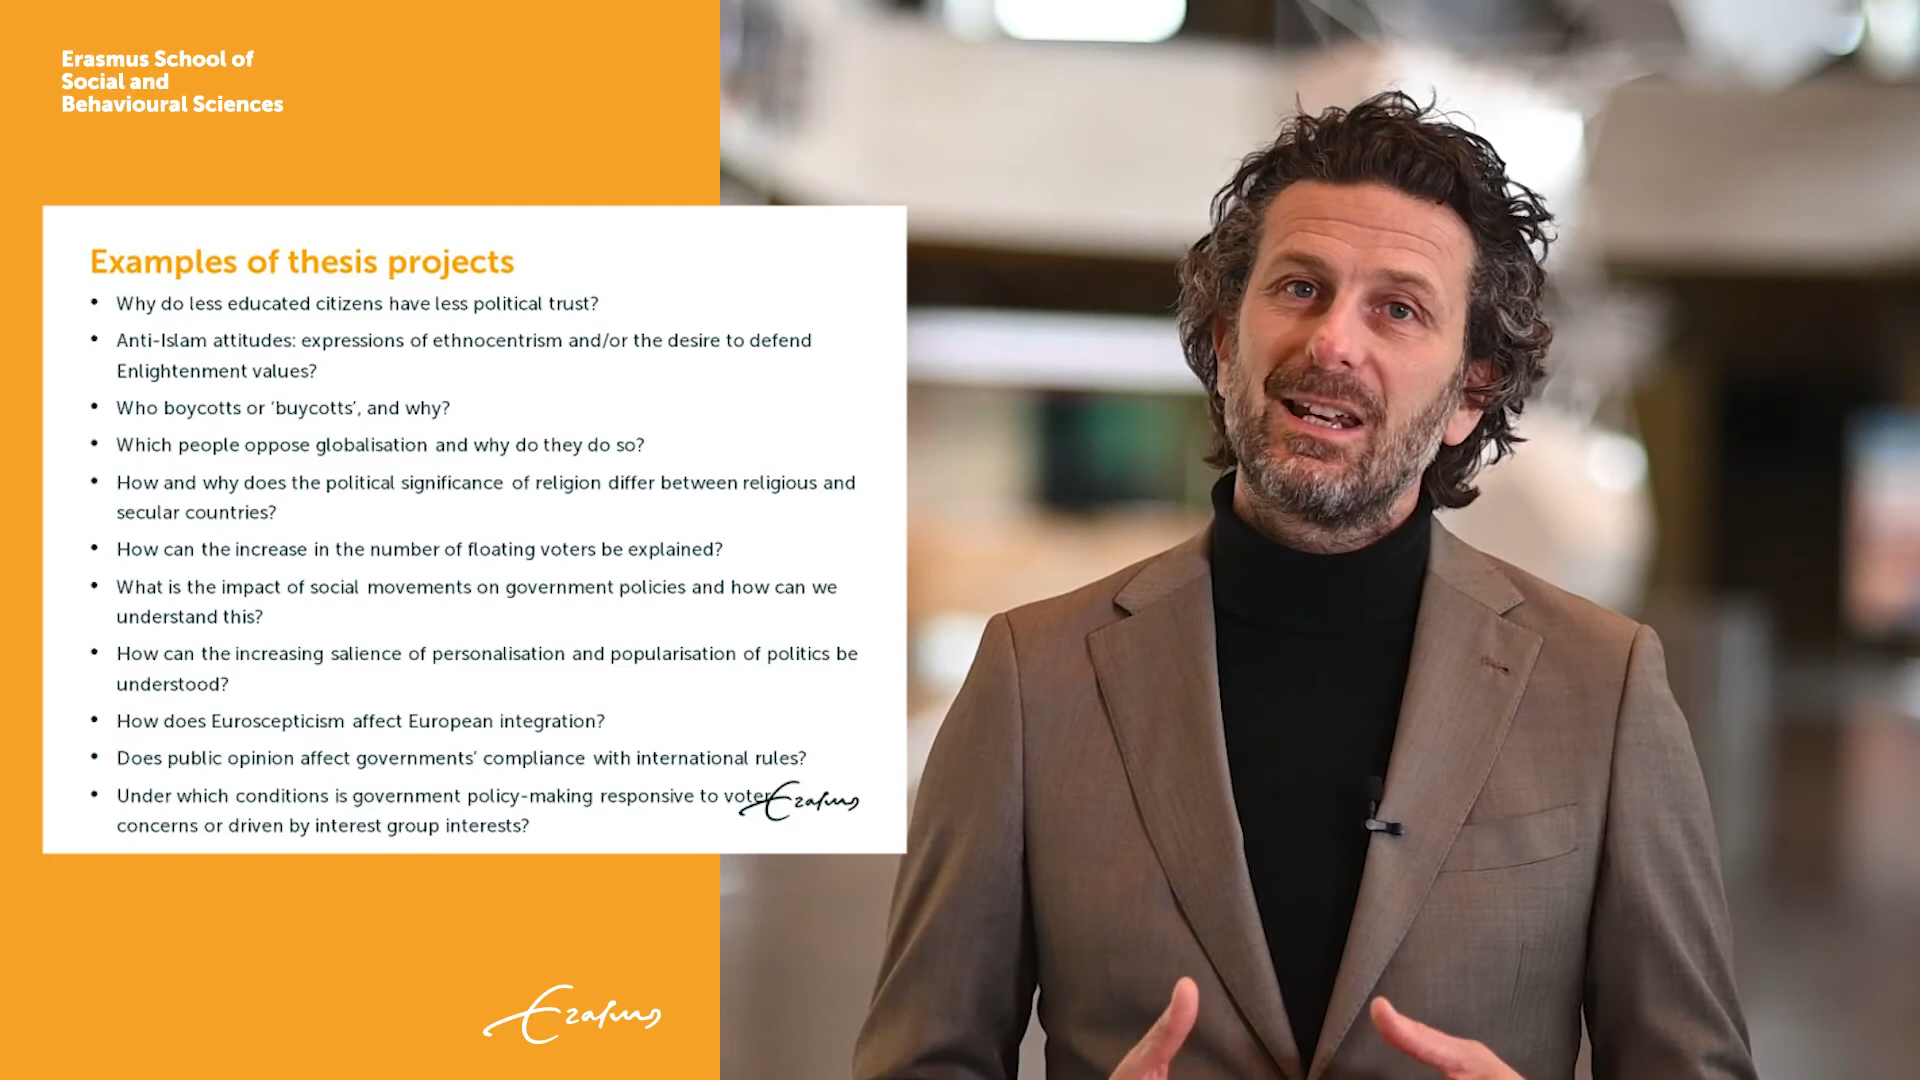 Erasmus School of
Social and
Behavioural Sciences
Examples of thesis projects
• Why do less educated citizens have less political trust?
• Anti-Islam attitudes: expressions of ethnocentrism and/or the desire to defend
Enlightenment values?
• Who boycotts or ‘buycotts’, and why?
• Which people oppose globalisation and why do they do so?
• How and why does the political significance of religion differ between religious and
secular countries?
• How can the increase in the number of floating voters be explained?
• What is the impact of social movements on government policies and how can we
understand this?
• How can the increasing salience of personalisation and popularisation of politics be
understood?
• How does Euroscepticism affect European integration?
• Does public opinion affect governments’ compliance with international rules?
• Under which conditions is government policy-making responsive to voter
concerns or driven by interest group interests?
Erasmus
Erasmus